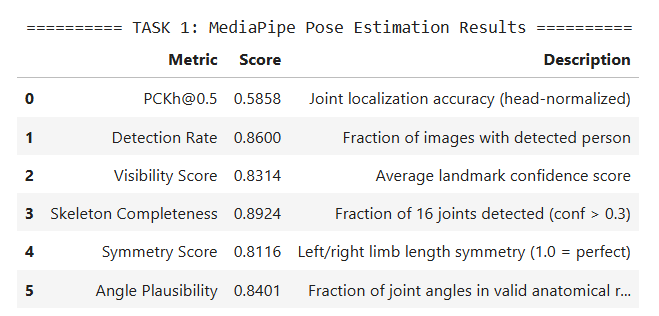 ========== TASK 1: MediaPipe Pose Estimation Results ==========
Metric Score Description
0 PCKh@0.5 0.5858 Joint localization accuracy (head-normalized)
1 Detection Rate 0.8600 Fraction of images with detected person
2 Visibility Score 0.8314 Average landmark confidence score
3 Skeleton Completeness 0.8924 Fraction of 16 joints detected (conf > 0.3)
4 Symmetry Score 0.8116 Left/right limb length symmetry (1.0 = perfect)
5 Angle Plausibility 0.8401 Fraction of joint angles in valid anatomical r...